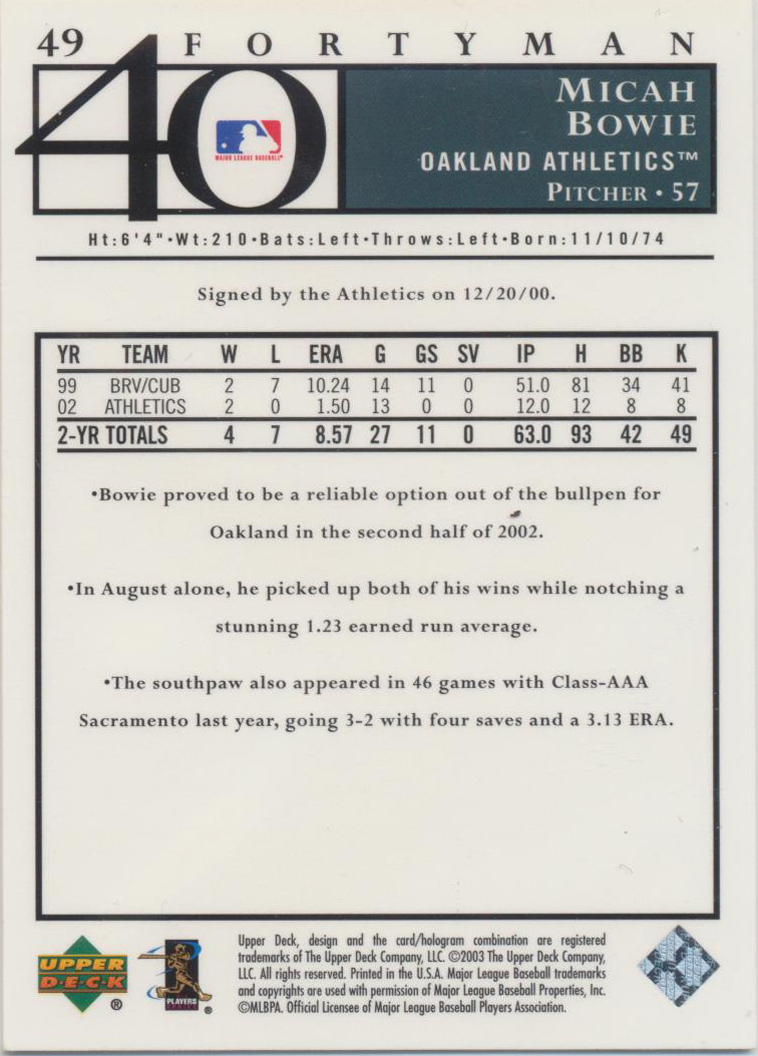 49 FORTYMAN
40
MAJOR LEAGUE BASEBALL®
MICAH
BOWIE
OAKLAND ATHLETICS™
PITCHER • 57
Ht:6'4"•Wt:210•Bats:Left•Throws:Left•Born:11/10/74
Signed by the Athletics on 12/20/00.
YR TEAM W L ERA G GS SV IP H BB K
99 BRV/CUB 2 7 10.24 14 11 0 51.0 81 34 41
02 ATHLETICS 2 0 1.50 13 0 0 12.0 12 8 8
2-YR TOTALS 4 7 8.57 27 11 0 63.0 93 42 49
•Bowie proved to be a reliable option out of the bullpen for
Oakland in the second half of 2002.
•In August alone, he picked up both of his wins while notching a
stunning 1.23 earned run average.
•The southpaw also appeared in 46 games with Class-AAA
Sacramento last year, going 3-2 with four saves and a 3.13 ERA.
UPPER
D•E•C•K
®
PLAYERS
CHOICE
®
Upper Deck, design and the card/hologram combination are registered
trademarks of The Upper Deck Company, LLC. ©2003 The Upper Deck Company,
LLC. All rights reserved. Printed in the U.S.A. Major League Baseball trademarks
and copyrights are used with permission of Major League Baseball Properties, Inc.
©MLBPA. Official Licensee of Major League Baseball Players Association.